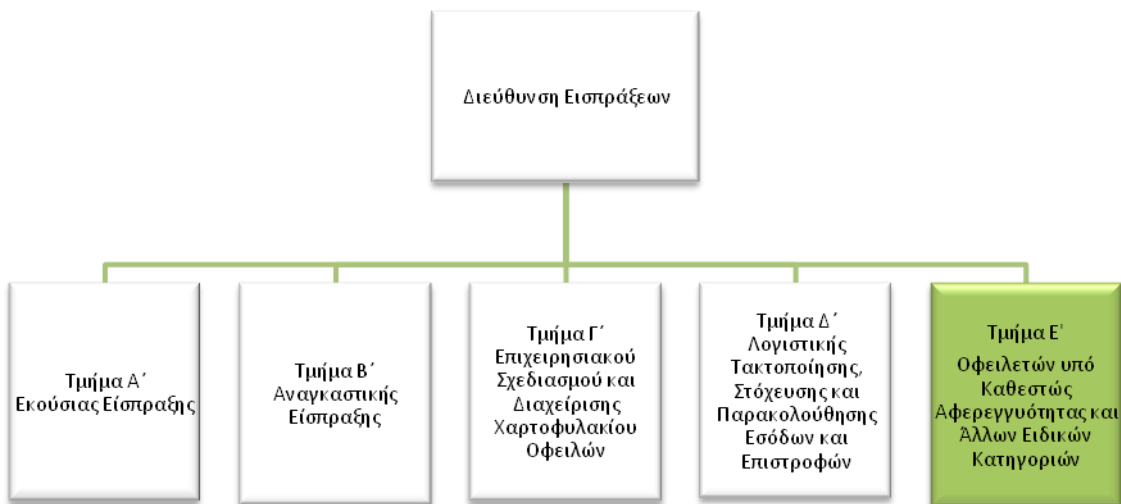 Διεύθυνση Εισπράξεων
Τμήμα Α΄
Εκούσιας Είσπραξης
Τμήμα Β΄
Αναγκαστικής
Είσπραξης
Τμήμα Γ΄
Επιχειρησιακού
Σχεδιασμού και
Διαχείρισης
Χαρτοφυλακίου
Οφειλών
Τμήμα Δ΄
Λογιστικής
Τακτοποίησης,
Στόχευσης και
Παρακολούθησης
Εσόδων και
Επιστροφών
Τμήμα Ε'
Οφειλετών υπό
Καθεστώς
Αφερεγγυότητας και
Άλλων Ειδικών
Κατηγοριών